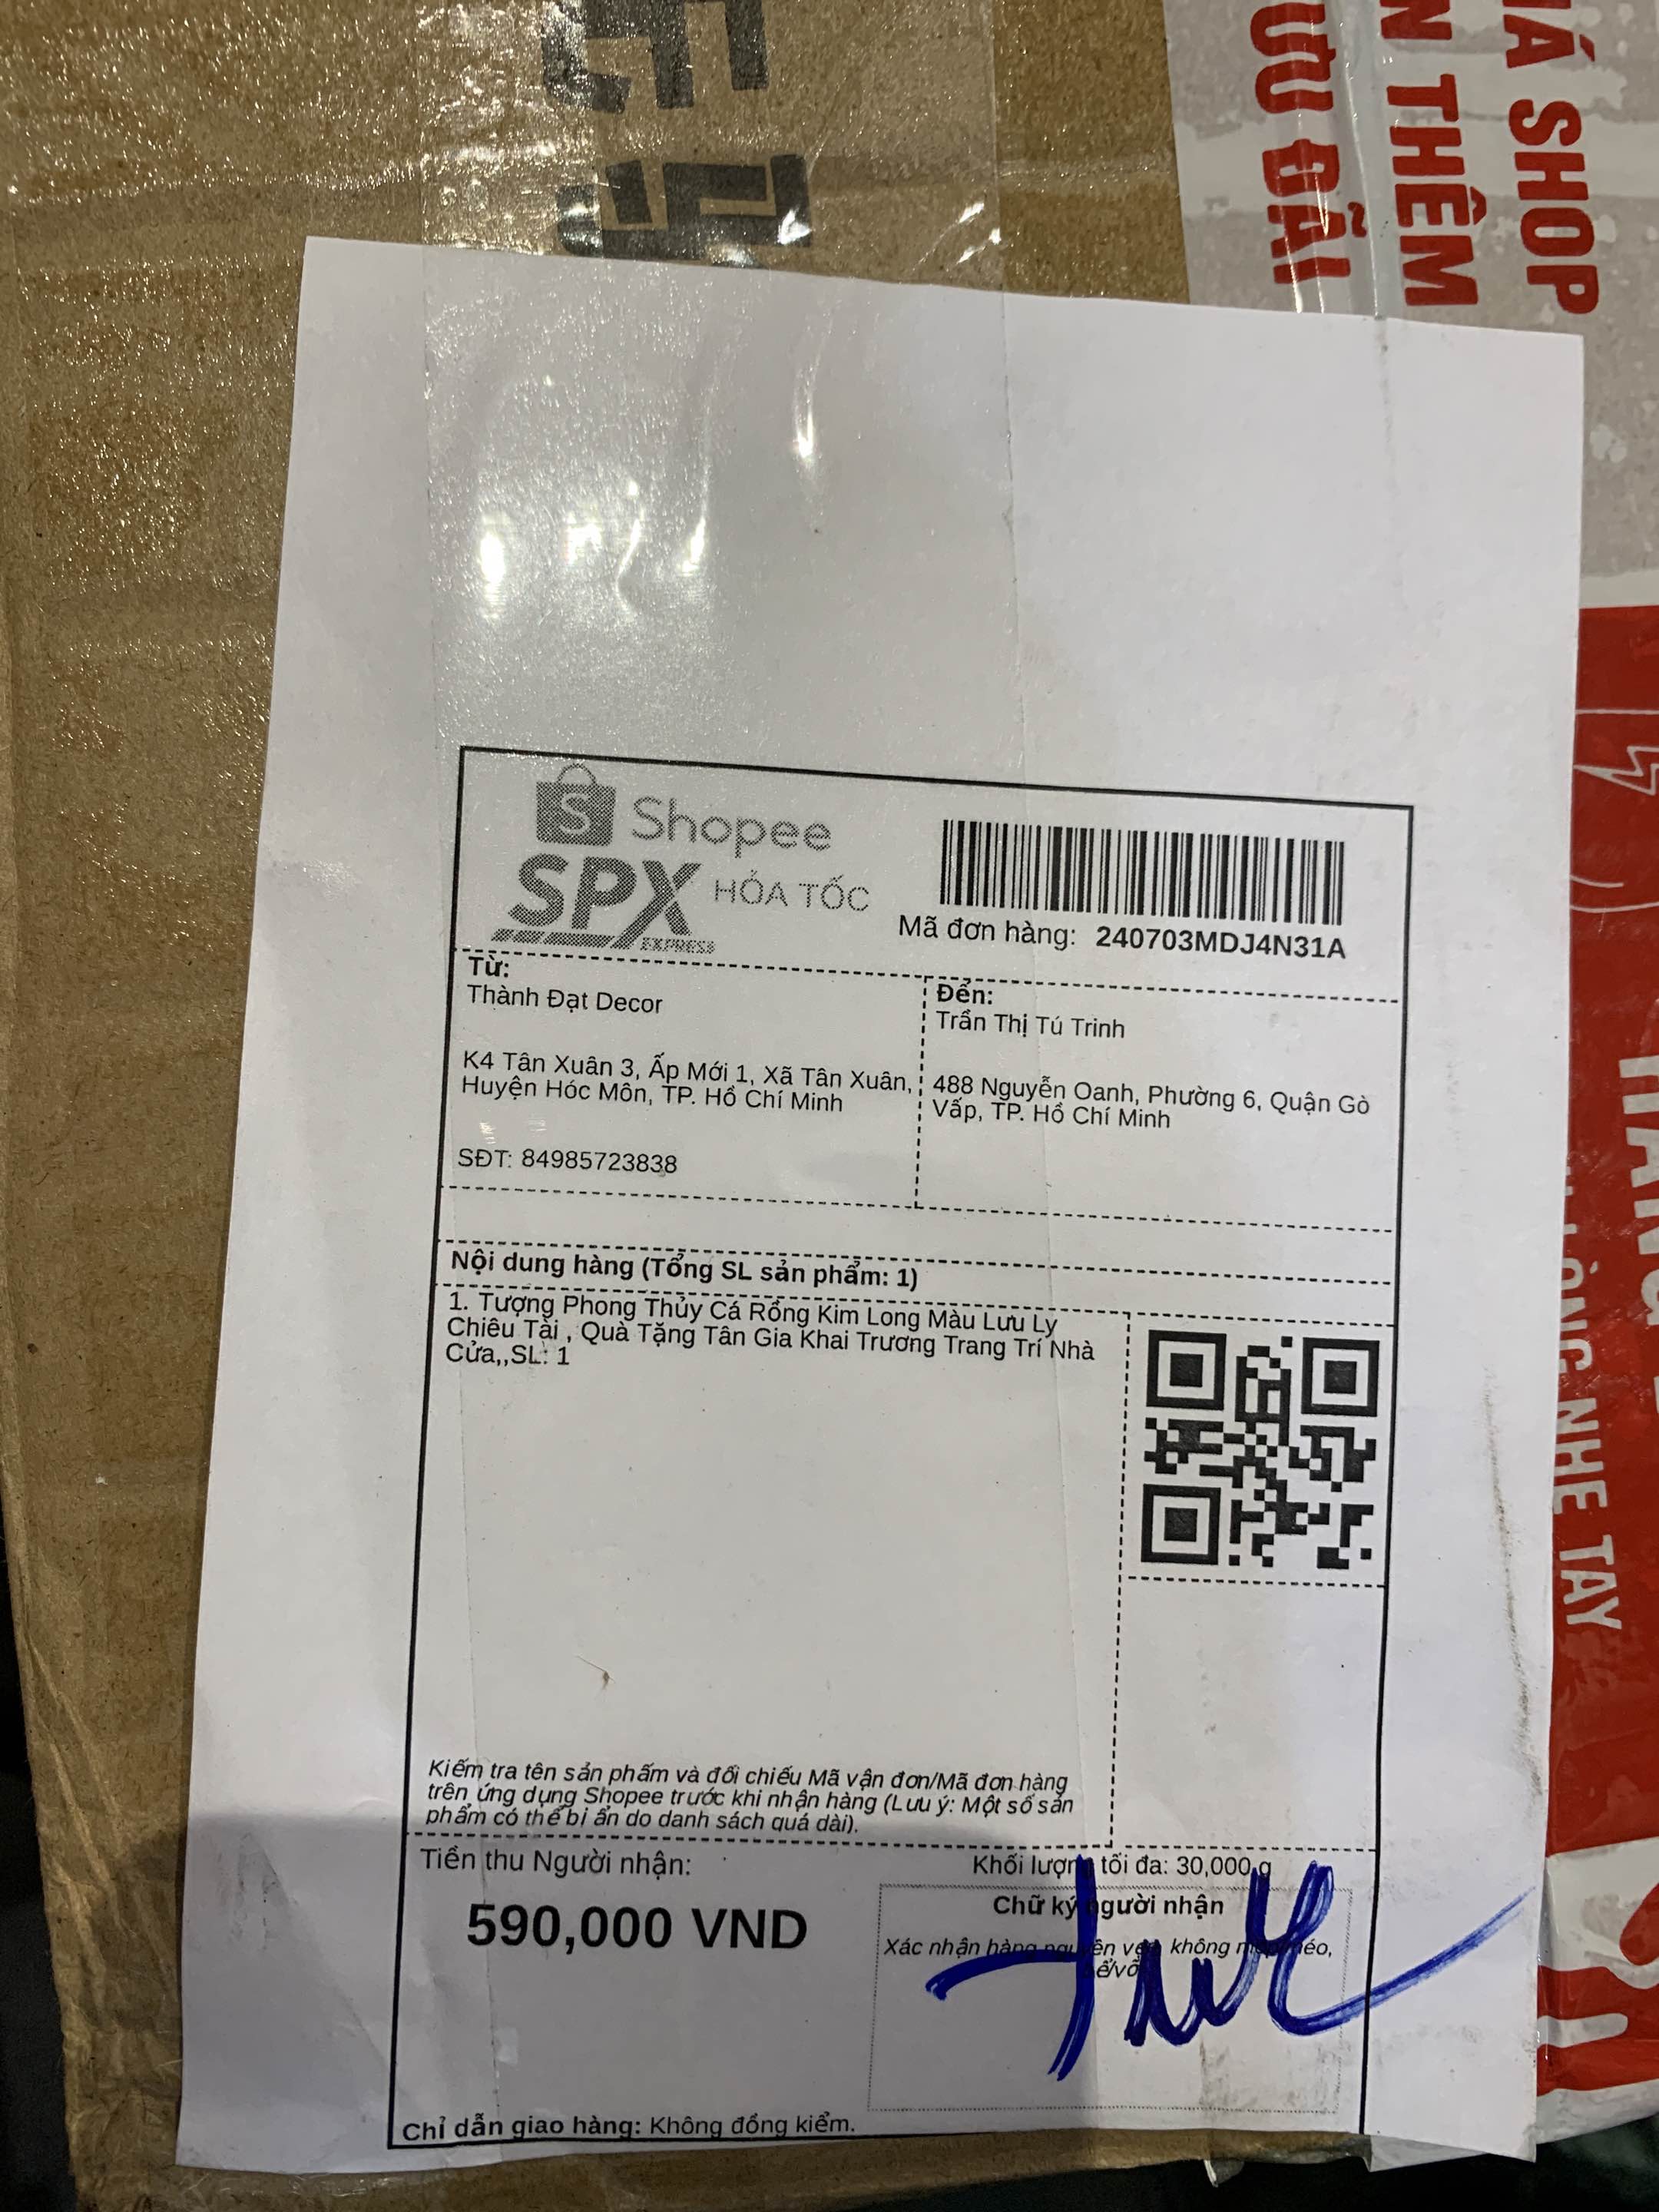 IÁ SHOP
N THÊM
ƯU ĐÃI
Shopee
SPX HỎA TỐC
EXPRESS
Mã đơn hàng: 240703MDJ4N31A
Từ:
Thành Đạt Decor
K4 Tân Xuân 3, Ấp Mới 1, Xã Tân Xuân,
Huyện Hóc Môn, TP. Hồ Chí Minh
SĐT: 84985723838
Đến:
Trần Thị Tú Trinh
488 Nguyễn Oanh, Phường 6, Quận Gò
Vấp, TP. Hồ Chí Minh
Nội dung hàng (Tổng SL sản phẩm: 1)
1. Tượng Phong Thủy Cá Rồng Kim Long Màu Lưu Ly
Chiêu Tài , Quà Tặng Tân Gia Khai Trương Trang Trí Nhà
Cửa,,SL: 1
Kiểm tra tên sản phẩm và đối chiếu Mã vận đơn/Mã đơn hàng
trên ứng dụng Shopee trước khi nhận hàng (Lưu ý: Một số sản
phẩm có thể bị ẩn do danh sách quá dài).
Tiền thu Người nhận:
590,000 VND
Khối lượng tối đa: 30,000 g
Chữ ký người nhận
Xác nhận hàng nguyên vẹn, không móp/méo,
bể/vỡ
Chỉ dẫn giao hàng: Không đồng kiểm.
NHẸ TAY